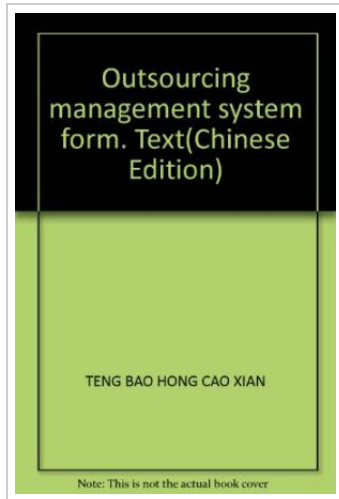 Outsourcing
management system
form. Text(Chinese
Edition)
TENG BAO HONG CAO XIAN
Note: This is not the actual book cover